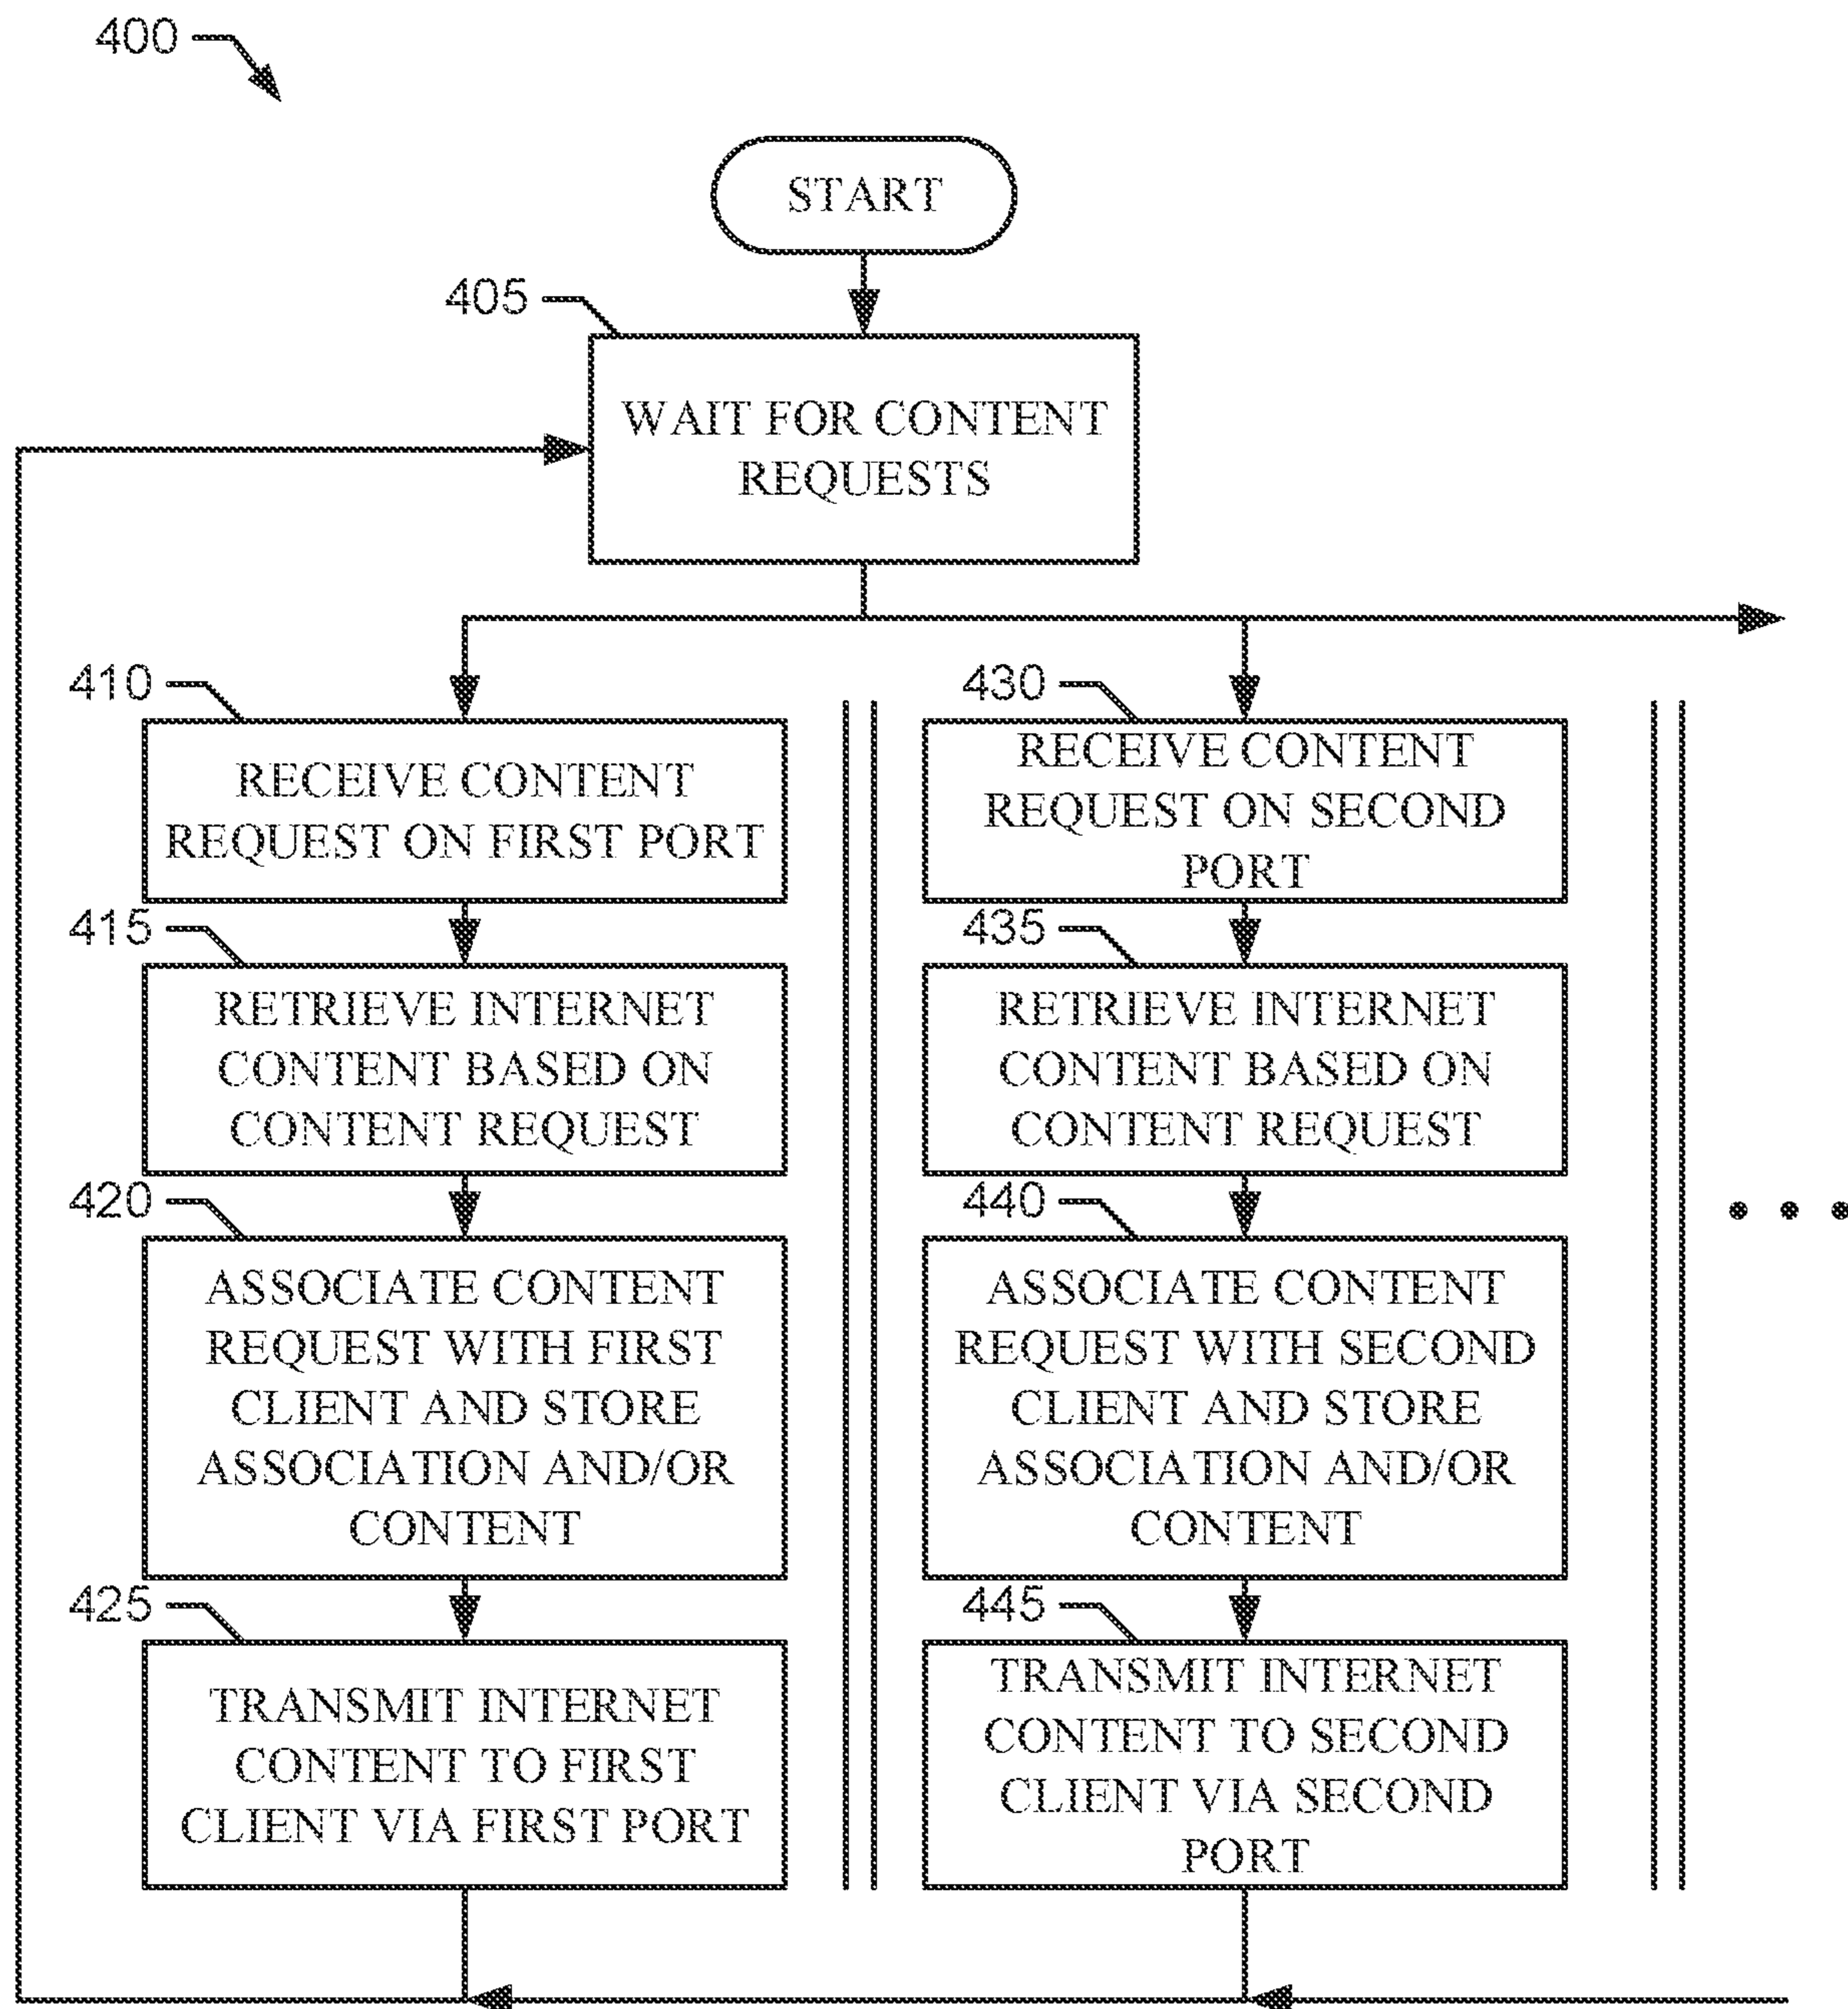 400
START
405
WAIT FOR CONTENT
REQUESTS
410
RECEIVE CONTENT
REQUEST ON FIRST PORT
415
RETRIEVE INTERNET
CONTENT BASED ON
CONTENT REQUEST
420
ASSOCIATE CONTENT
REQUEST WITH FIRST
CLIENT AND STORE
ASSOCIATION AND/OR
CONTENT
425
TRANSMIT INTERNET
CONTENT TO FIRST
CLIENT VIA FIRST PORT
430
RECEIVE CONTENT
REQUEST ON SECOND
PORT
435
RETRIEVE INTERNET
CONTENT BASED ON
CONTENT REQUEST
440
ASSOCIATE CONTENT
REQUEST WITH SECOND
CLIENT AND STORE
ASSOCIATION AND/OR
CONTENT
445
TRANSMIT INTERNET
CONTENT TO SECOND
CLIENT VIA SECOND
PORT
• • •